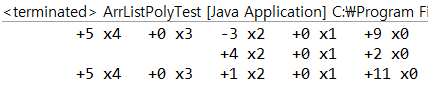 <terminated> ArrListPolyTest [Java Application] C:₩Program Fi
+5 x4 +0 x3 -3 x2 +0 x1 +9 x0
+4 x2 +0 x1 +2 x0
+5 x4 +0 x3 +1 x2 +0 x1 +11 x0